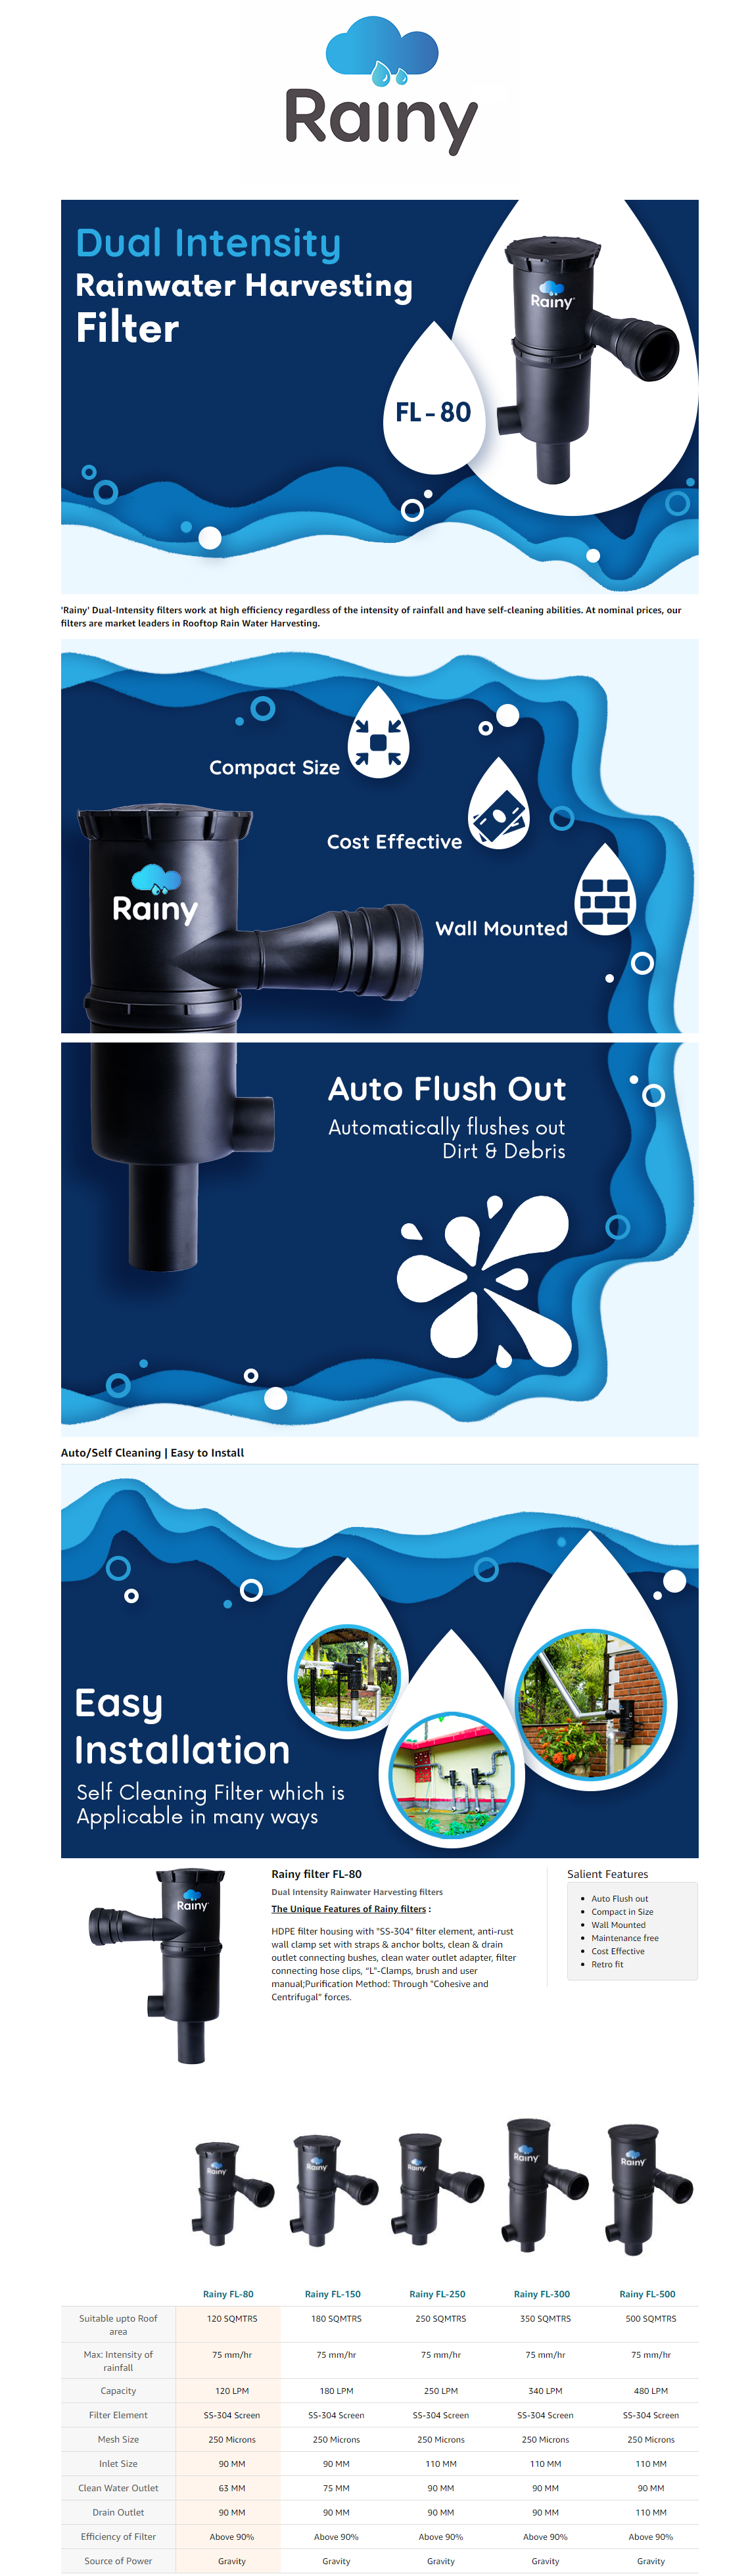 Rainy
Dual Intensity
Rainwater Harvesting
Filter
Rainy
FL - 80
'Rainy' Dual-Intensity filters work at high efficiency regardless of the intensity of rainfall and have self-cleaning abilities. At nominal prices, our
filters are market leaders in Rooftop Rain Water Harvesting.
Compact Size
Cost Effective
Rainy
Wall Mounted
Auto Flush Out
Automatically flushes out
Dirt & Debris
Auto/Self Cleaning | Easy to Install
Easy
Installation
Self Cleaning Filter which is
Applicable in many ways
Rainy
Rainy filter FL-80
Dual Intensity Rainwater Harvesting filters
The Unique Features of Rainy filters :
HDPE filter housing with "SS-304" filter element, anti-rust
wall clamp set with straps & anchor bolts, clean & drain
outlet connecting bushes, clean water outlet adapter, filter
connecting hose clips, "L"-Clamps, brush and user
manual;Purification Method: Through "Cohesive and
Centrifugal" forces.
Salient Features
Auto Flush out
Compact in Size
Wall Mounted
Maintenance free
Cost Effective
Retro fit
Rainy Rainy Rainy Rainy Rainy
Rainy FL-80 Rainy FL-150 Rainy FL-250 Rainy FL-300 Rainy FL-500
Suitable upto Roof area 120 SQMTRS 180 SQMTRS 250 SQMTRS 350 SQMTRS 500 SQMTRS
Max: Intensity of rainfall 75 mm/hr 75 mm/hr 75 mm/hr 75 mm/hr 75 mm/hr
Capacity 120 LPM 180 LPM 250 LPM 340 LPM 480 LPM
Filter Element SS-304 Screen SS-304 Screen SS-304 Screen SS-304 Screen SS-304 Screen
Mesh Size 250 Microns 250 Microns 250 Microns 250 Microns 250 Microns
Inlet Size 90 MM 90 MM 110 MM 110 MM 110 MM
Clean Water Outlet 63 MM 75 MM 90 MM 90 MM 90 MM
Drain Outlet 90 MM 90 MM 90 MM 90 MM 110 MM
Efficiency of Filter Above 90% Above 90% Above 90% Above 90% Above 90%
Source of Power Gravity Gravity Gravity Gravity Gravity